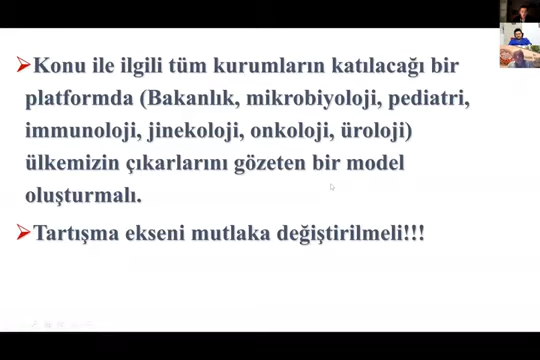 Konu ile ilgili tüm kurumların katılacağı bir
platformda (Bakanlık, mikrobiyoloji, pediatri,
immunoloji, jinekoloji, onkoloji, üroloji)
ülkemizin çıkarlarını gözeten bir model
oluşturmalı.
Tartışma ekseni mutlaka değiştirilmeli!!!